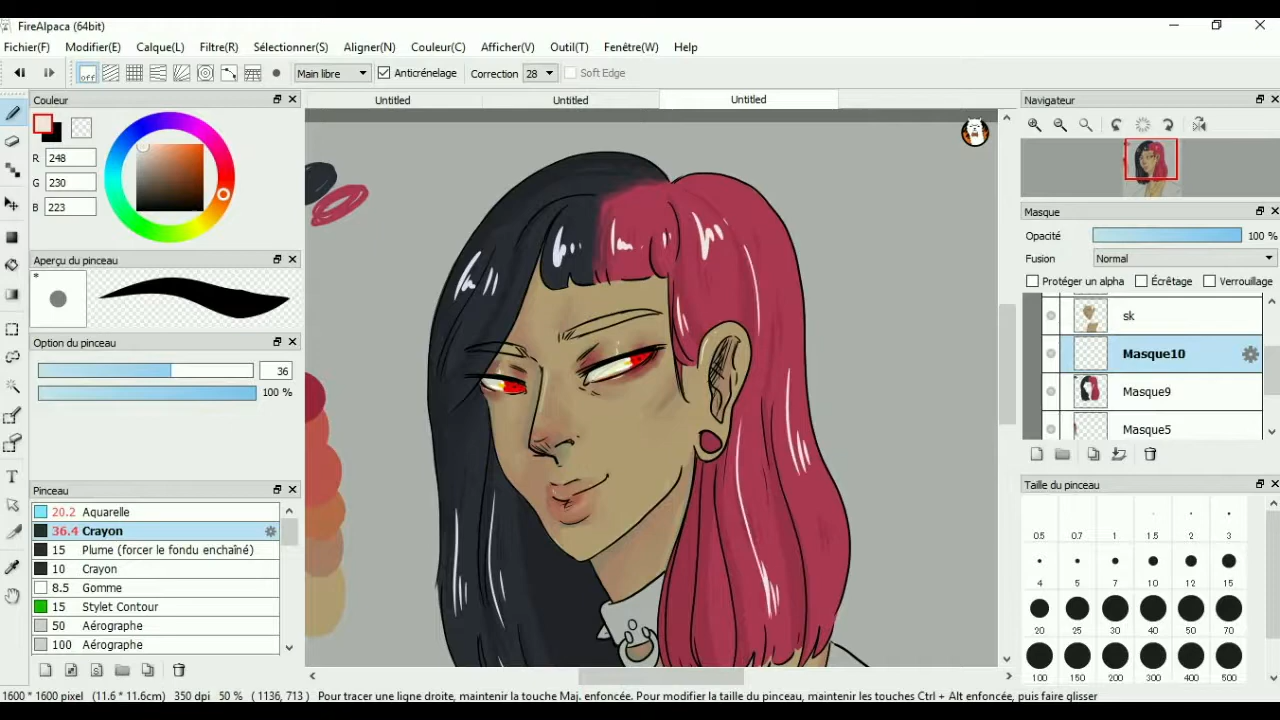 FireAlpaca (64bit)
Fichier(F) Modifier(E) Calque(L) Filtre(R) Sélectionner(S) Aligner(N) Couleur(C) Afficher(V) Outil(T) Fenêtre(W) Help
off Main libre Anticrénelage Correction 28 Soft Edge
Couleur
R 248
G 230
B 223
Aperçu du pinceau
*
Option du pinceau
36
100 %
Pinceau
20.2 Aquarelle
36.4 Crayon
15 Plume (forcer le fondu enchaîné)
10 Crayon
8.5 Gomme
15 Stylet Contour
50 Aérographe
100 Aérographe
Untitled Untitled Untitled
Navigateur
Masque
Opacité 100 %
Fusion Normal
Protéger un alpha Écrêtage Verrouillage
sk
Masque10
Masque9
Masque5
Taille du pinceau
0.5 0.7 1 1.5 2 3
4 5 7 10 12 15
20 25 30 40 50 70
100 150 200 300 400 500
1600 * 1600 pixel (11.6 * 11.6cm) 350 dpi 50 % ( 1136, 713 ) Pour tracer une ligne droite, maintenir la touche Maj. enfoncée. Pour modifier la taille du pinceau, maintenir les touches Ctrl + Alt enfoncée, puis faire glisser